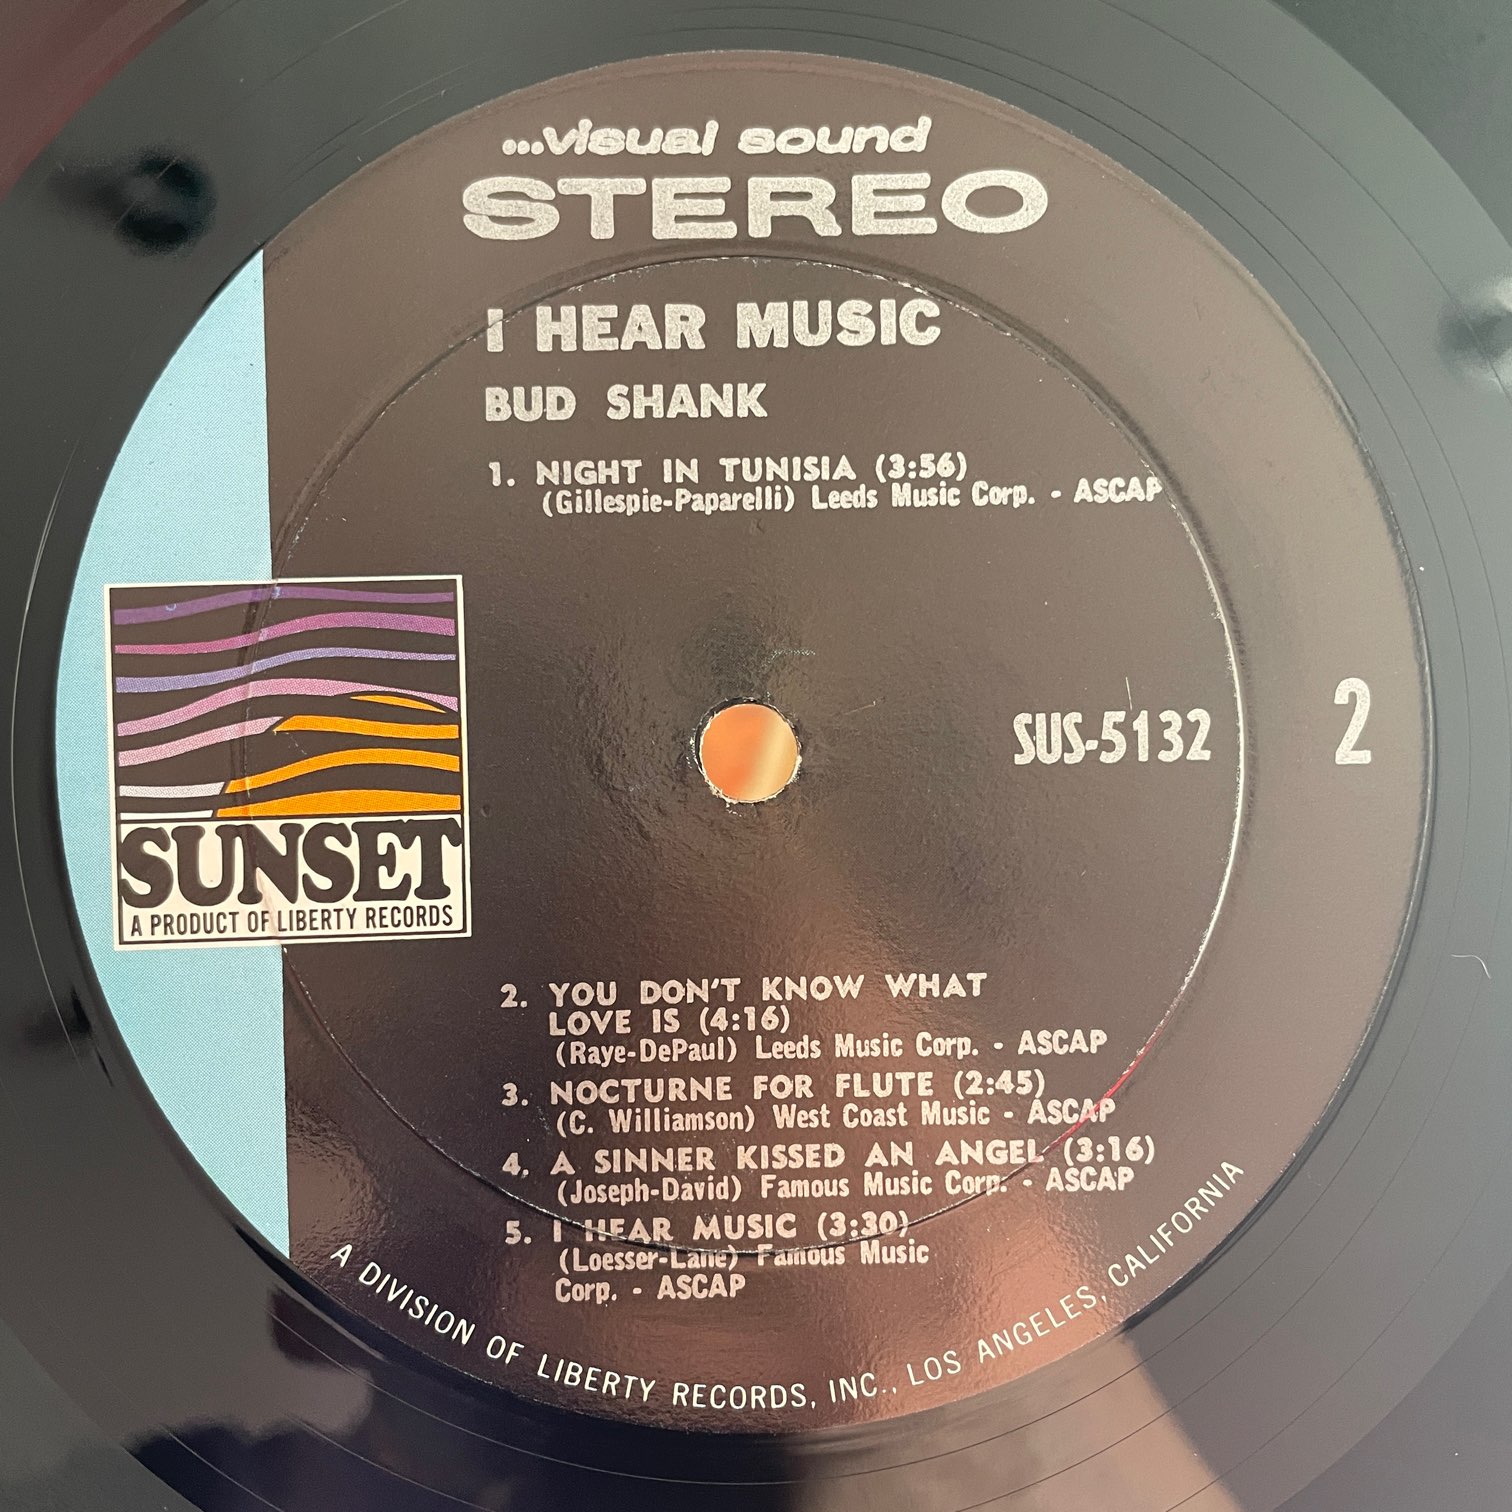 ...visual sound
STEREO
I HEAR MUSIC
BUD SHANK
1. NIGHT IN TUNISIA (3:56)
(Gillespie-Paparelli) Leeds Music Corp. - ASCAP
SUS-5132
2
SUNSET
A PRODUCT OF LIBERTY RECORDS
2. YOU DON'T KNOW WHAT
LOVE IS (4:16)
(Raye-DePaul) Leeds Music Corp. - ASCAP
3. NOCTURNE FOR FLUTE (2:45)
(C. Williamson) West Coast Music - ASCAP
4. A SINNER KISSED AN ANGEL (3:16)
(Joseph-David) Famous Music Corp. - ASCAP
5. I HEAR MUSIC (3:30)
(Loesser-Lane) Famous Music
Corp. - ASCAP
A DIVISION OF LIBERTY RECORDS, INC., LOS ANGELES, CALIFORNIA